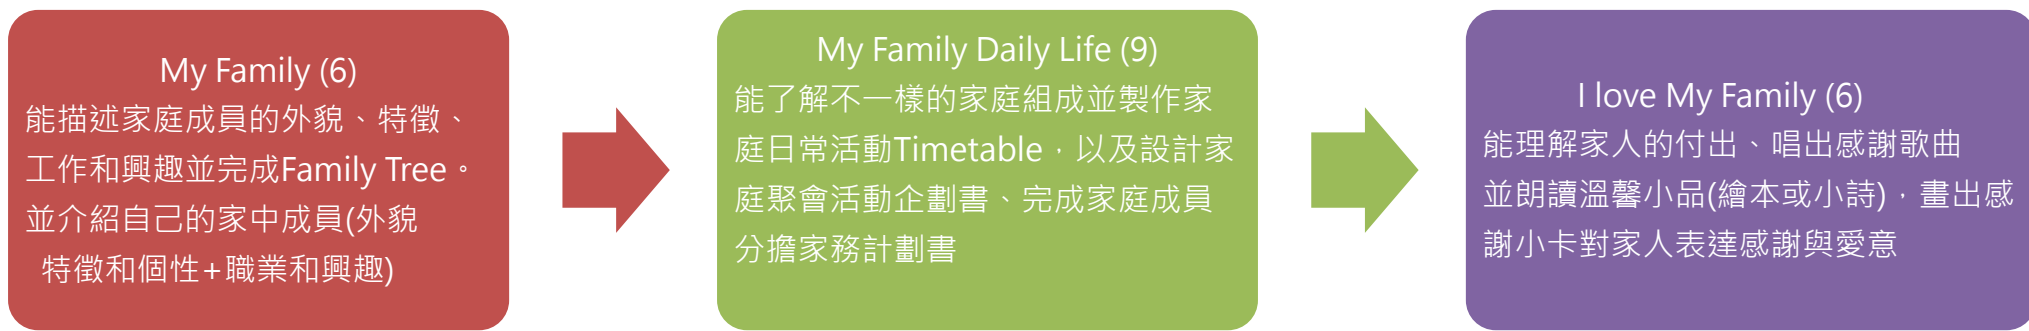 My Family (6)
能描述家庭成員的外貌、特徵、
工作和興趣並完成Family Tree。
並介紹自己的家中成員(外貌
特徵和個性+職業和興趣)
My Family Daily Life (9)
能了解不一樣的家庭組成並製作家
庭日常活動Timetable，以及設計家
庭聚會活動企劃書、完成家庭成員
分擔家務計劃書
I love My Family (6)
能理解家人的付出、唱出感謝歌曲
並朗讀溫馨小品(繪本或小詩)，畫出感
謝小卡對家人表達感謝與愛意